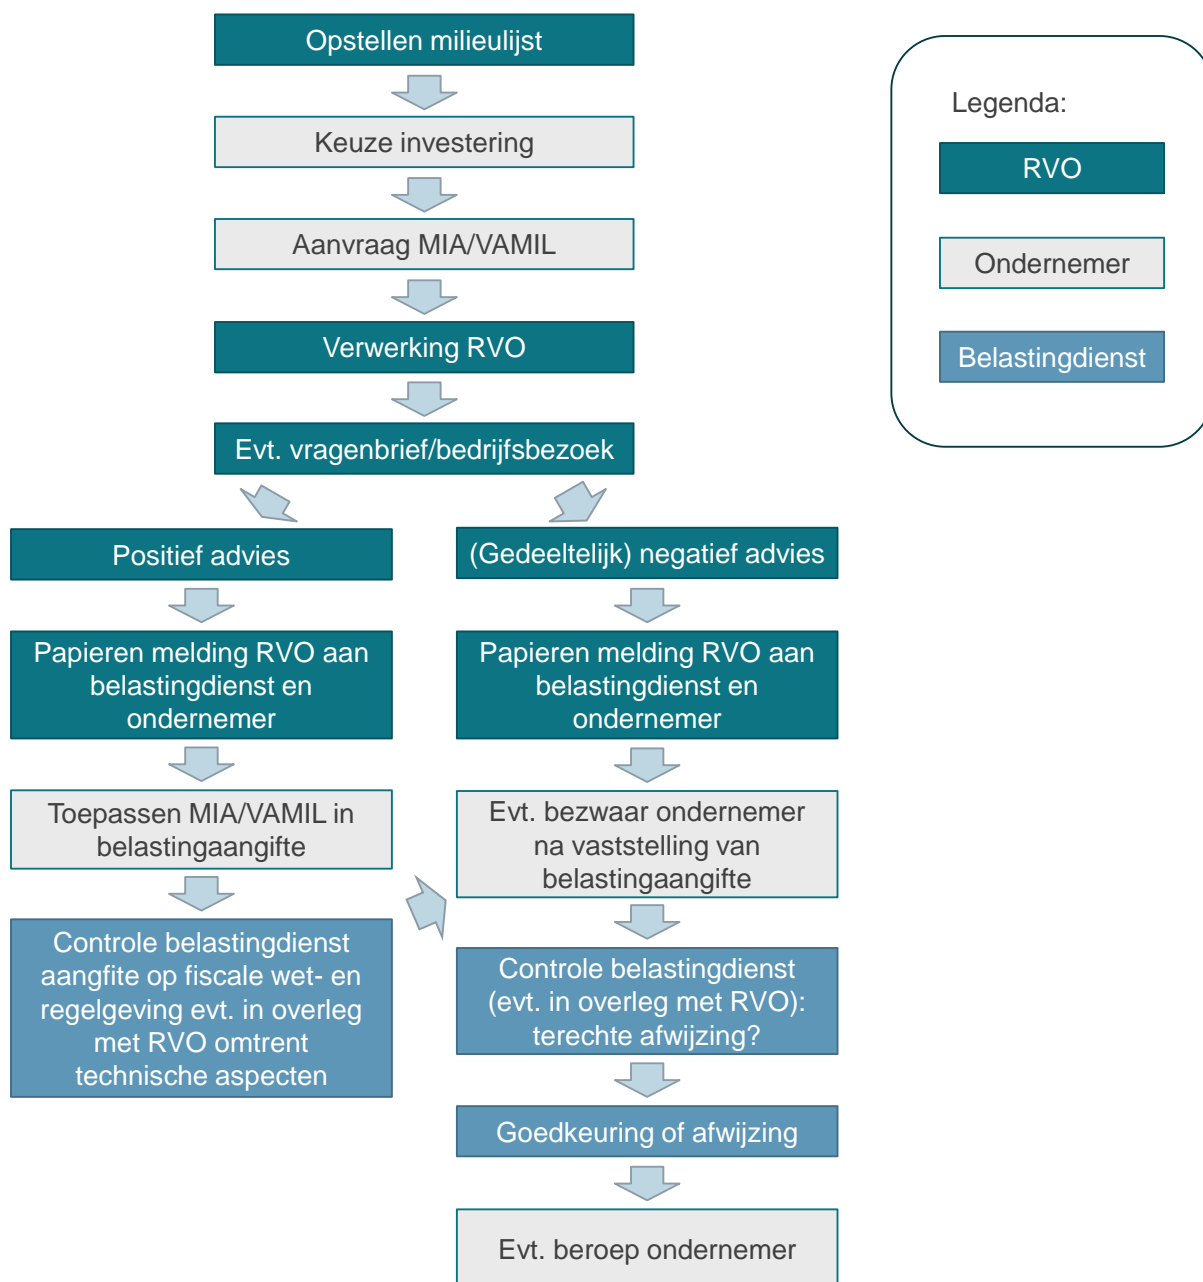 Opstellen milieulijst
Keuze investering
Aanvraag MIA/VAMIL
Verwerking RVO
Evt. vragenbrief/bedrijfsbezoek
Positief advies
Papieren melding RVO aan
belastingdienst en
ondernemer
Toepassen MIA/VAMIL in
belastingaangifte
Controle belastingdienst
aangfite op fiscale wet- en
regelgeving evt. in overleg
met RVO omtrent
technische aspecten
(Gedeeltelijk) negatief advies
Papieren melding RVO aan
belastingdienst en
ondernemer
Evt. bezwaar ondernemer
na vaststelling van
belastingaangifte
Controle belastingdienst
(evt. in overleg met RVO):
terechte afwijzing?
Goedkeuring of afwijzing
Evt. beroep ondernemer
Legenda:
RVO
Ondernemer
Belastingdienst